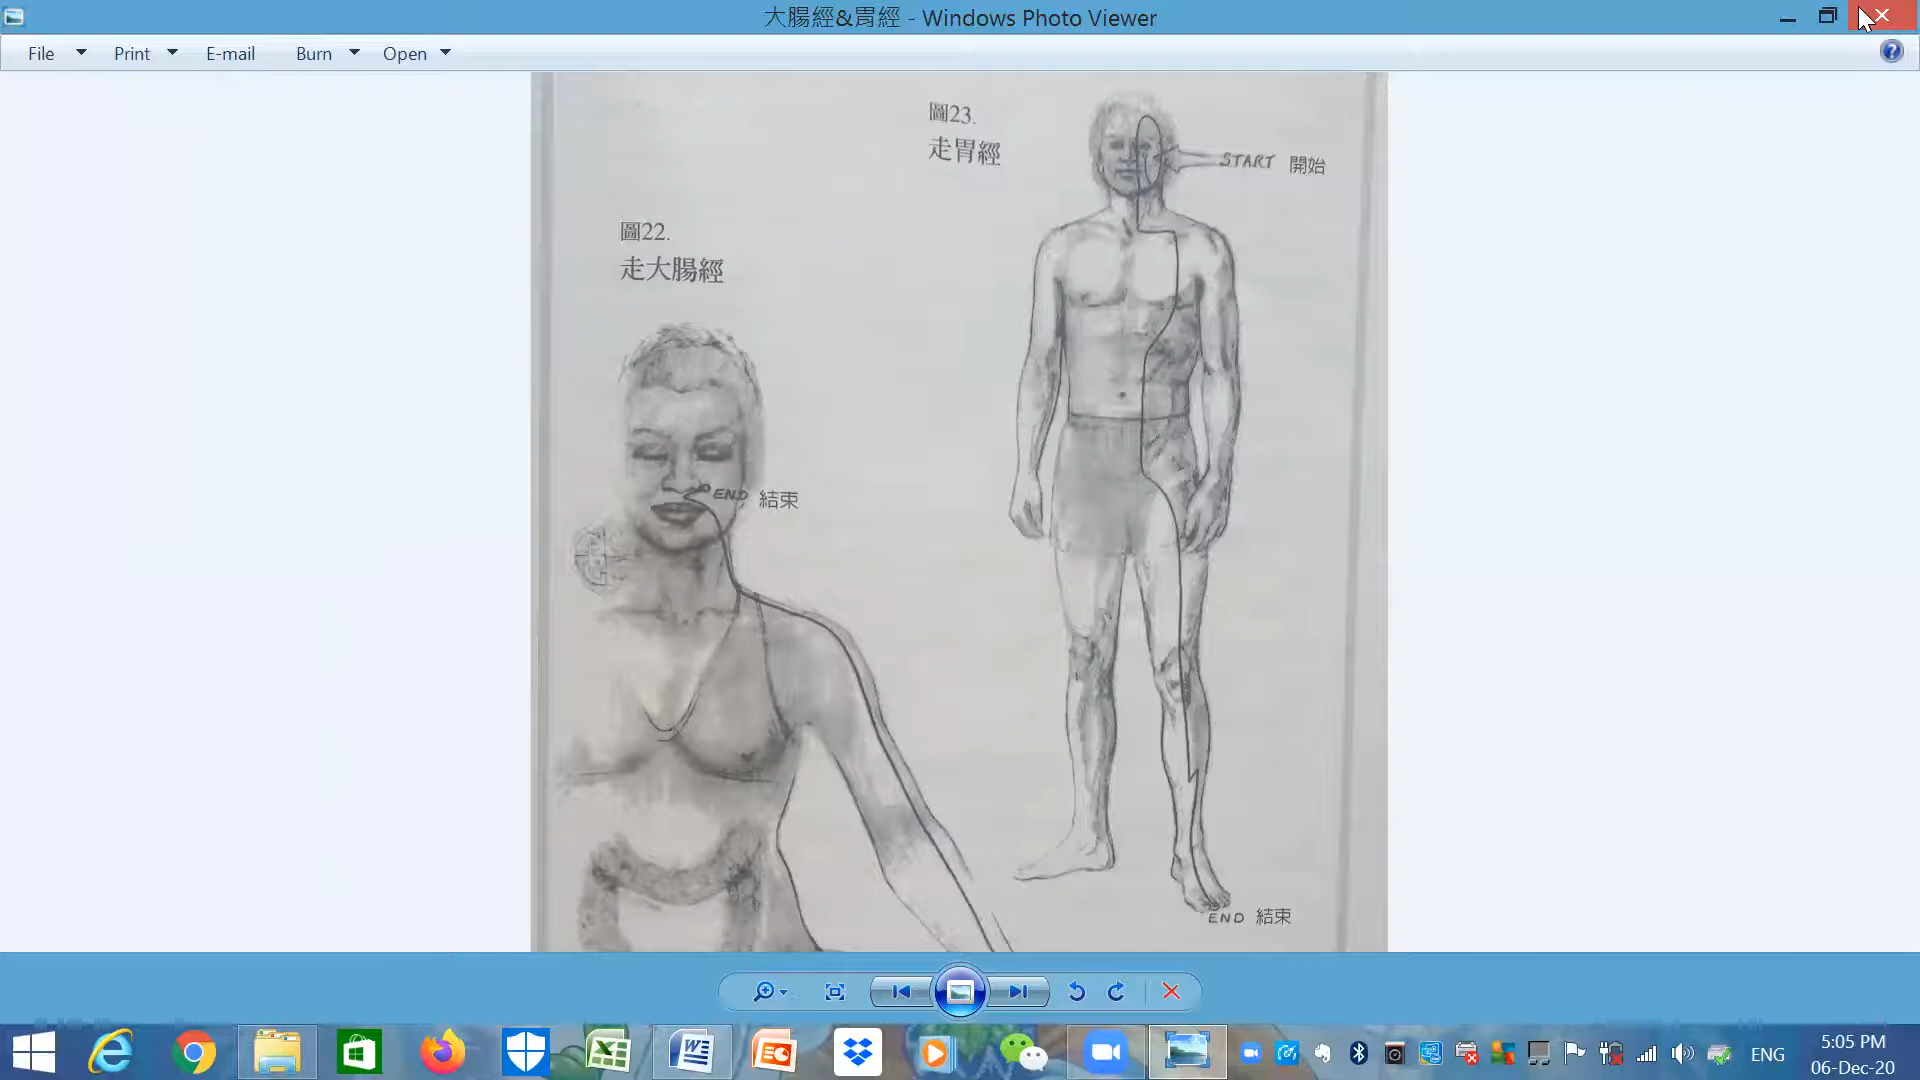 大腸經&胃經 - Windows Photo Viewer
File Print E-mail Burn Open
圖23.
走胃經
START 開始
圖22.
走大腸經
END 結束
END 結束
ENG
5:05 PM
06-Dec-20